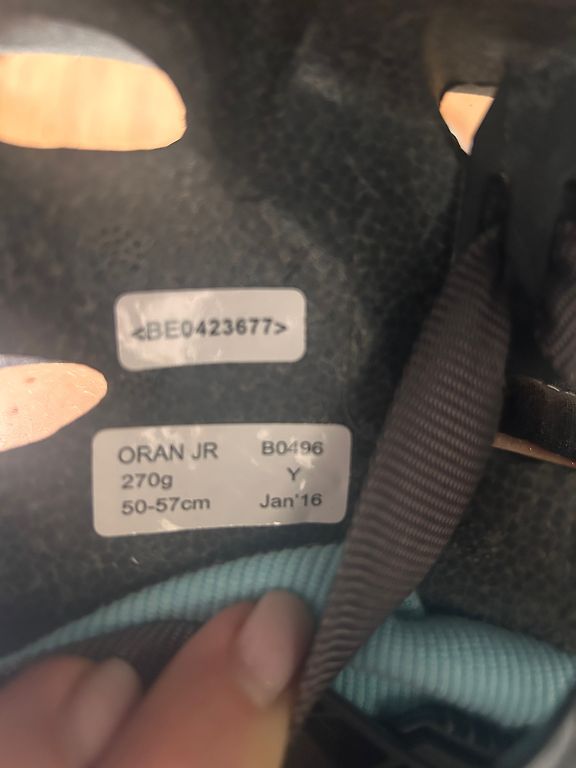 <BE0423677>
ORAN JR B0496
270g Y
50-57cm Jan'16